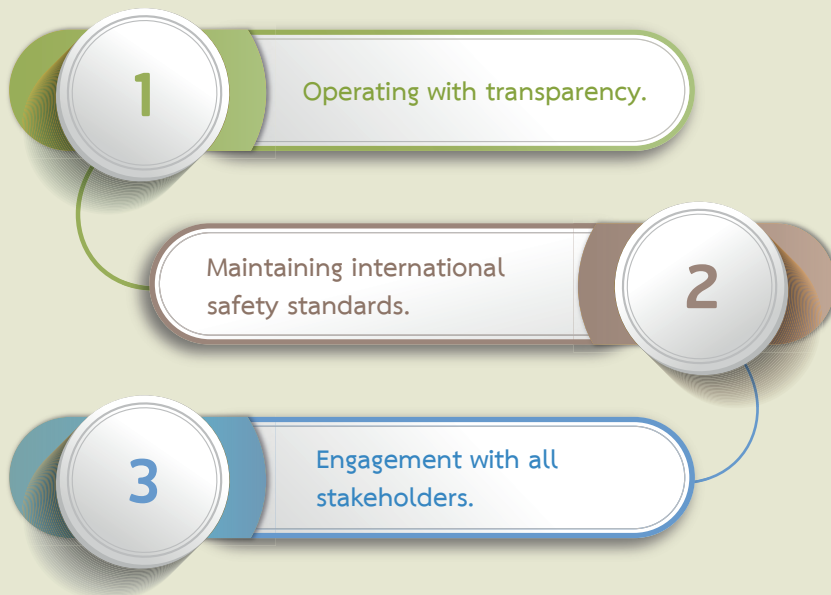 1
Operating with transparency.
Maintaining international
safety standards.
2
3
Engagement with all
stakeholders.